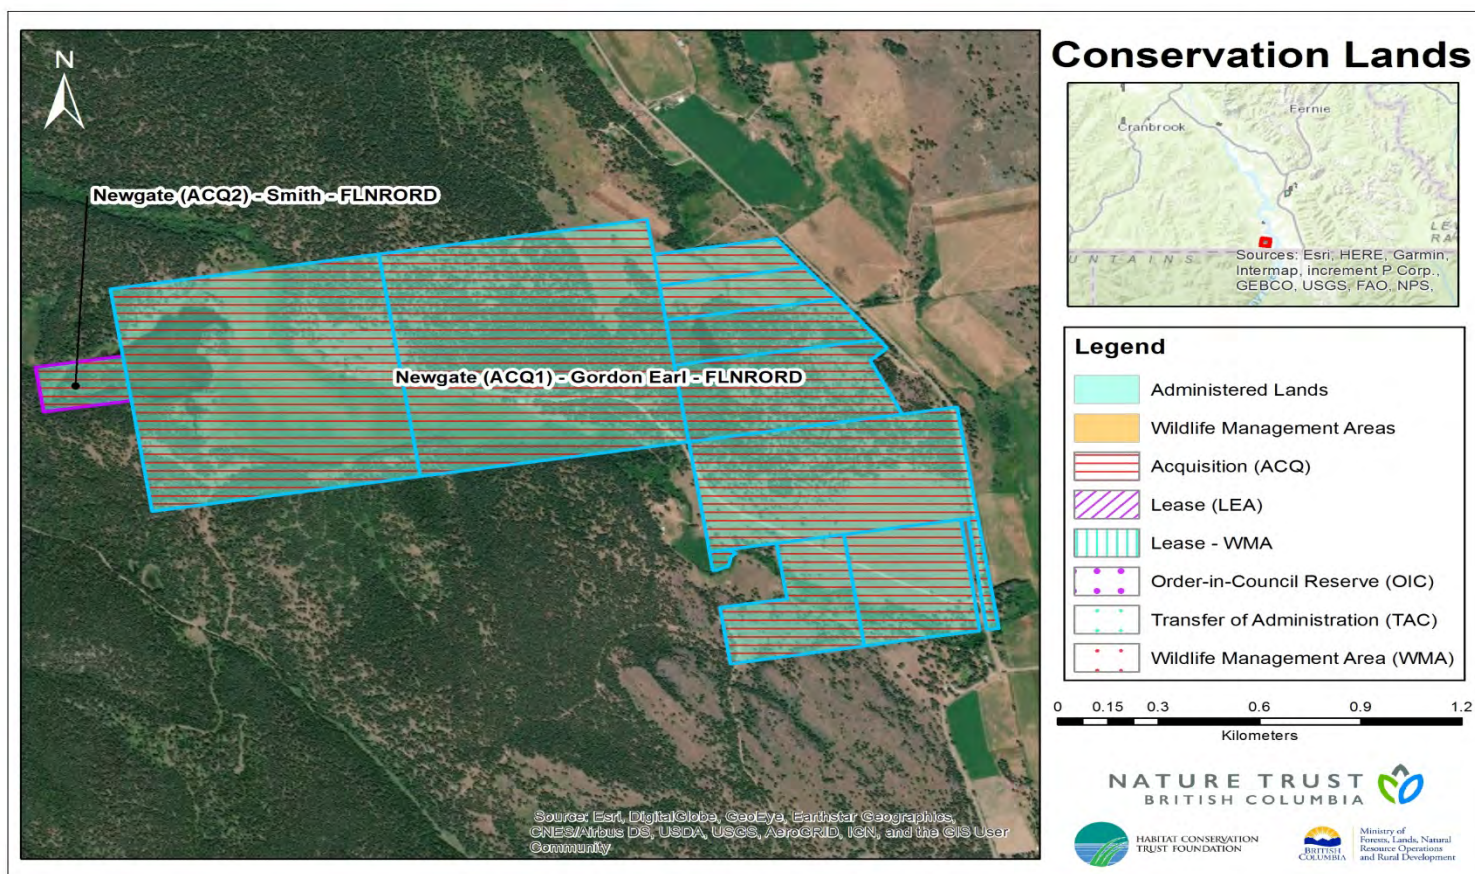 Conservation Lands
N
Newgate (ACQ2) - Smith - FLNRORD
Newgate (ACQ1) - Gordon Earl - FLNRORD
Source: Esri, DigitalGlobe, GeoEye, Earthstar Geographics,
CNES/Airbus DS, USDA, USGS, AeroGRID, IGN, and the GIS User
Community
Fernie
Cranbrook
LE
RA
UNTAINS
Sources: Esri, HERE, Garmin,
Intermap, increment P Corp.,
GEBCO, USGS, FAO, NPS,
Legend
Administered Lands
Wildlife Management Areas
Acquisition (ACQ)
Lease (LEA)
Lease - WMA
Order-in-Council Reserve (OIC)
Transfer of Administration (TAC)
Wildlife Management Area (WMA)
0 0.15 0.3 0.6 0.9 1.2
Kilometers
NATURE TRUST
BRITISH COLUMBIA
HABITAT CONSERVATION
TRUST FOUNDATION
BRITISH
COLUMBIA
Ministry of
Forests, Lands, Natural
Resource Operations
and Rural Development